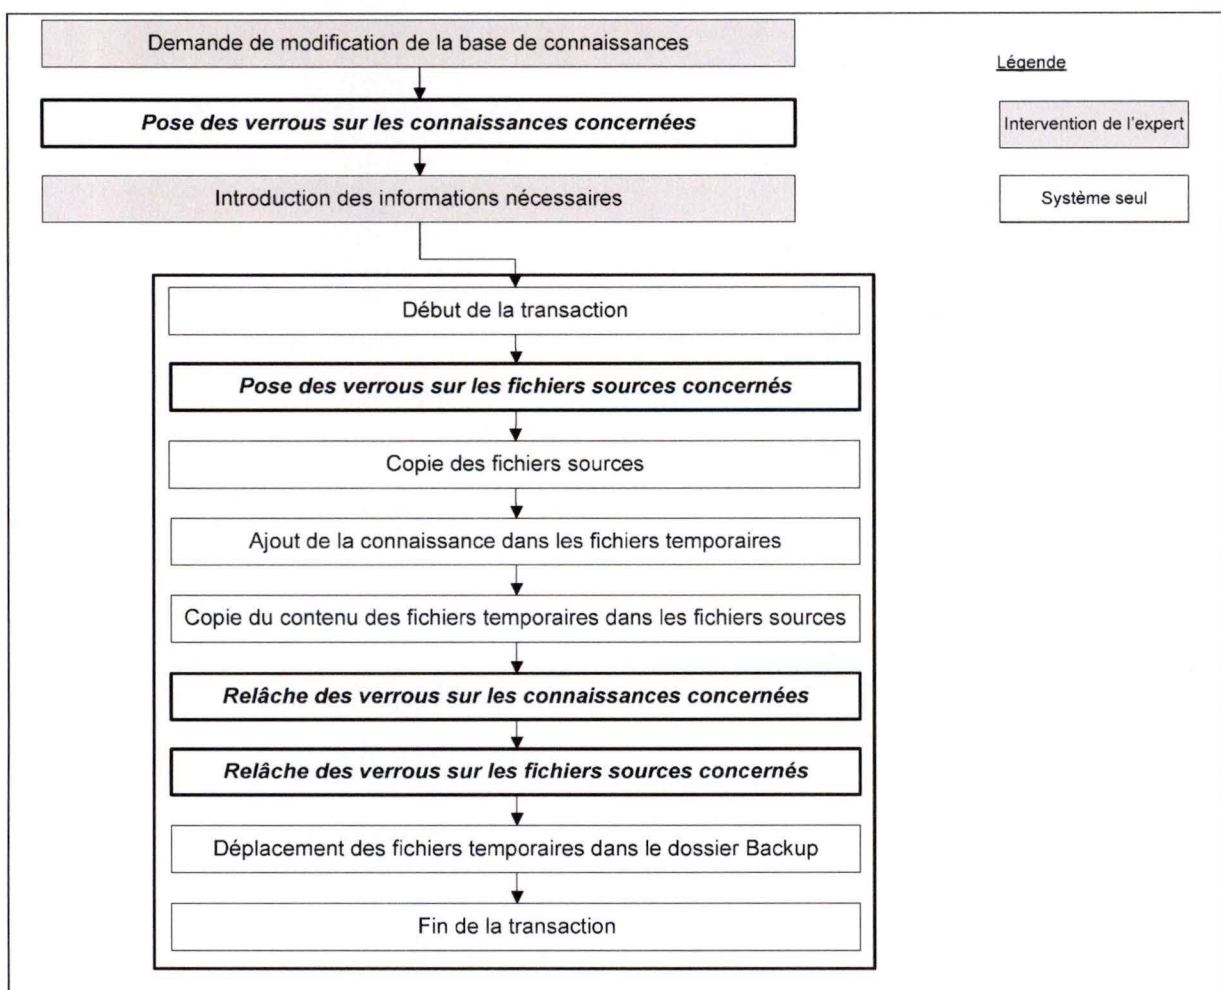 Demande de modification de la base de connaissances
Légende
Pose des verrous sur les connaissances concernées
Intervention de l'expert
Introduction des informations nécessaires
Système seul
Début de la transaction
Pose des verrous sur les fichiers sources concernés
Copie des fichiers sources
Ajout de la connaissance dans les fichiers temporaires
Copie du contenu des fichiers temporaires dans les fichiers sources
Relâche des verrous sur les connaissances concernées
Relâche des verrous sur les fichiers sources concernés
Déplacement des fichiers temporaires dans le dossier Backup
Fin de la transaction